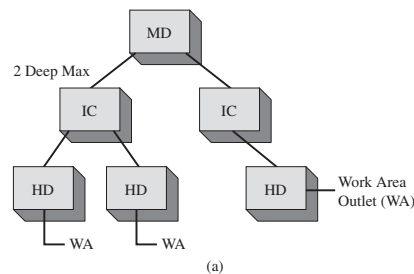 MD
2 Deep Max
IC
IC
HD
HD
HD
Work Area
Outlet (WA)
WA
WA
(a)